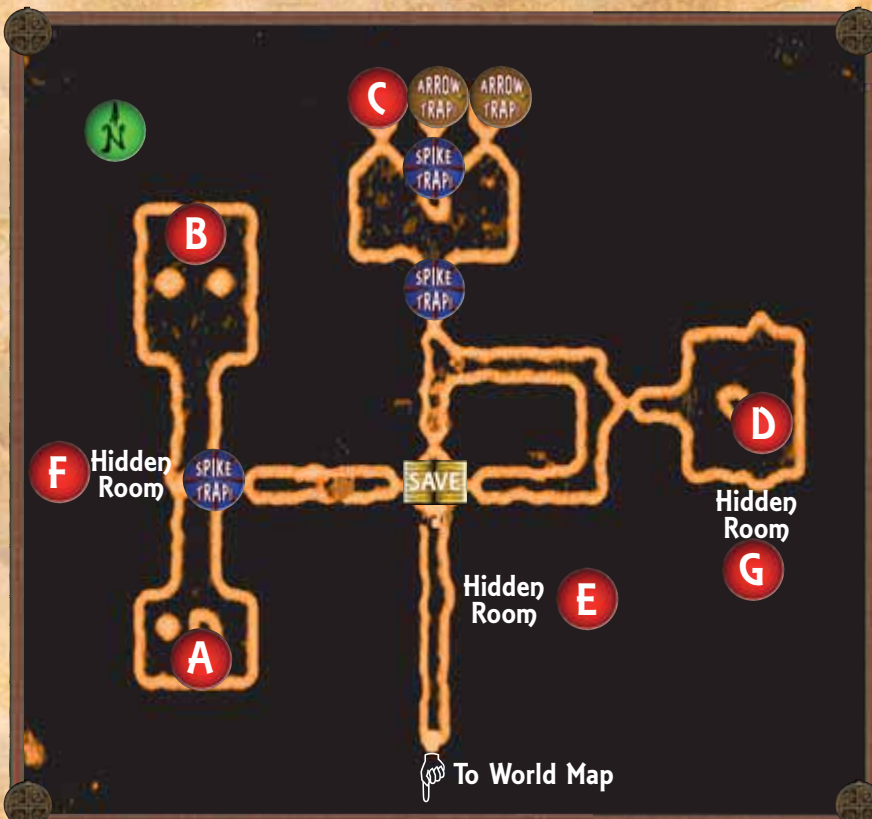 C
ARROW
TRAP!
ARROW
TRAP!
N
SPIKE
TRAP!
B
SPIKE
TRAP!
D
F
Hidden
Room
SPIKE
TRAP!
SAVE
Hidden
Room
G
Hidden
Room
E
A
To World Map